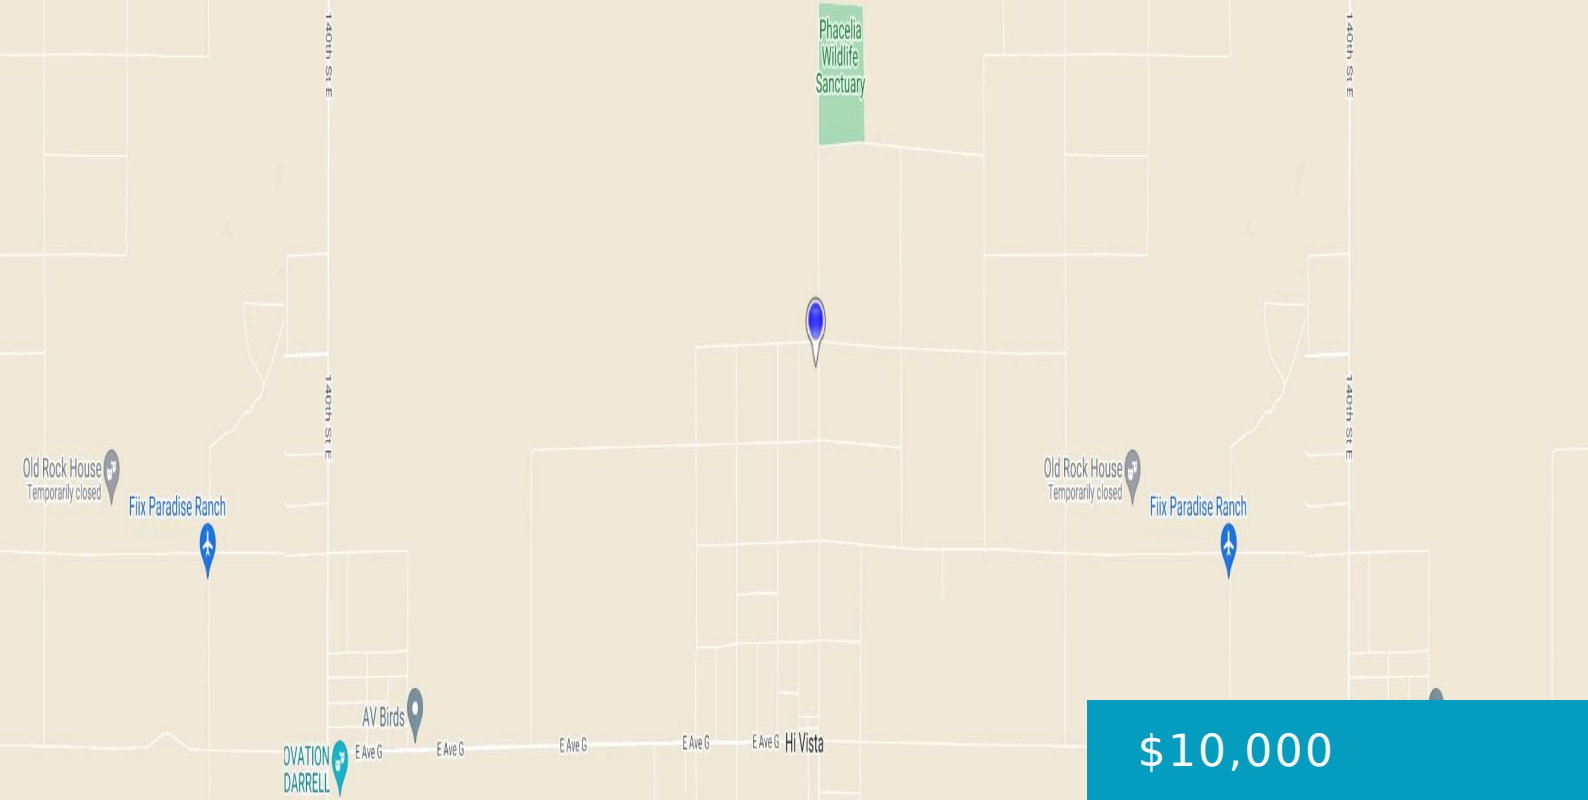 140th St E
Phacelia
Wildlife
Sanctuary
140th St E
140th St E
140th St E
Old Rock House
Temporarily closed
Fiix Paradise Ranch
Old Rock House
Temporarily closed
Fiix Paradise Ranch
AV Birds
OVATION
DARRELL
E Ave G
E Ave G
E Ave G
E Ave G
E Ave G
Hi Vista
$10,000